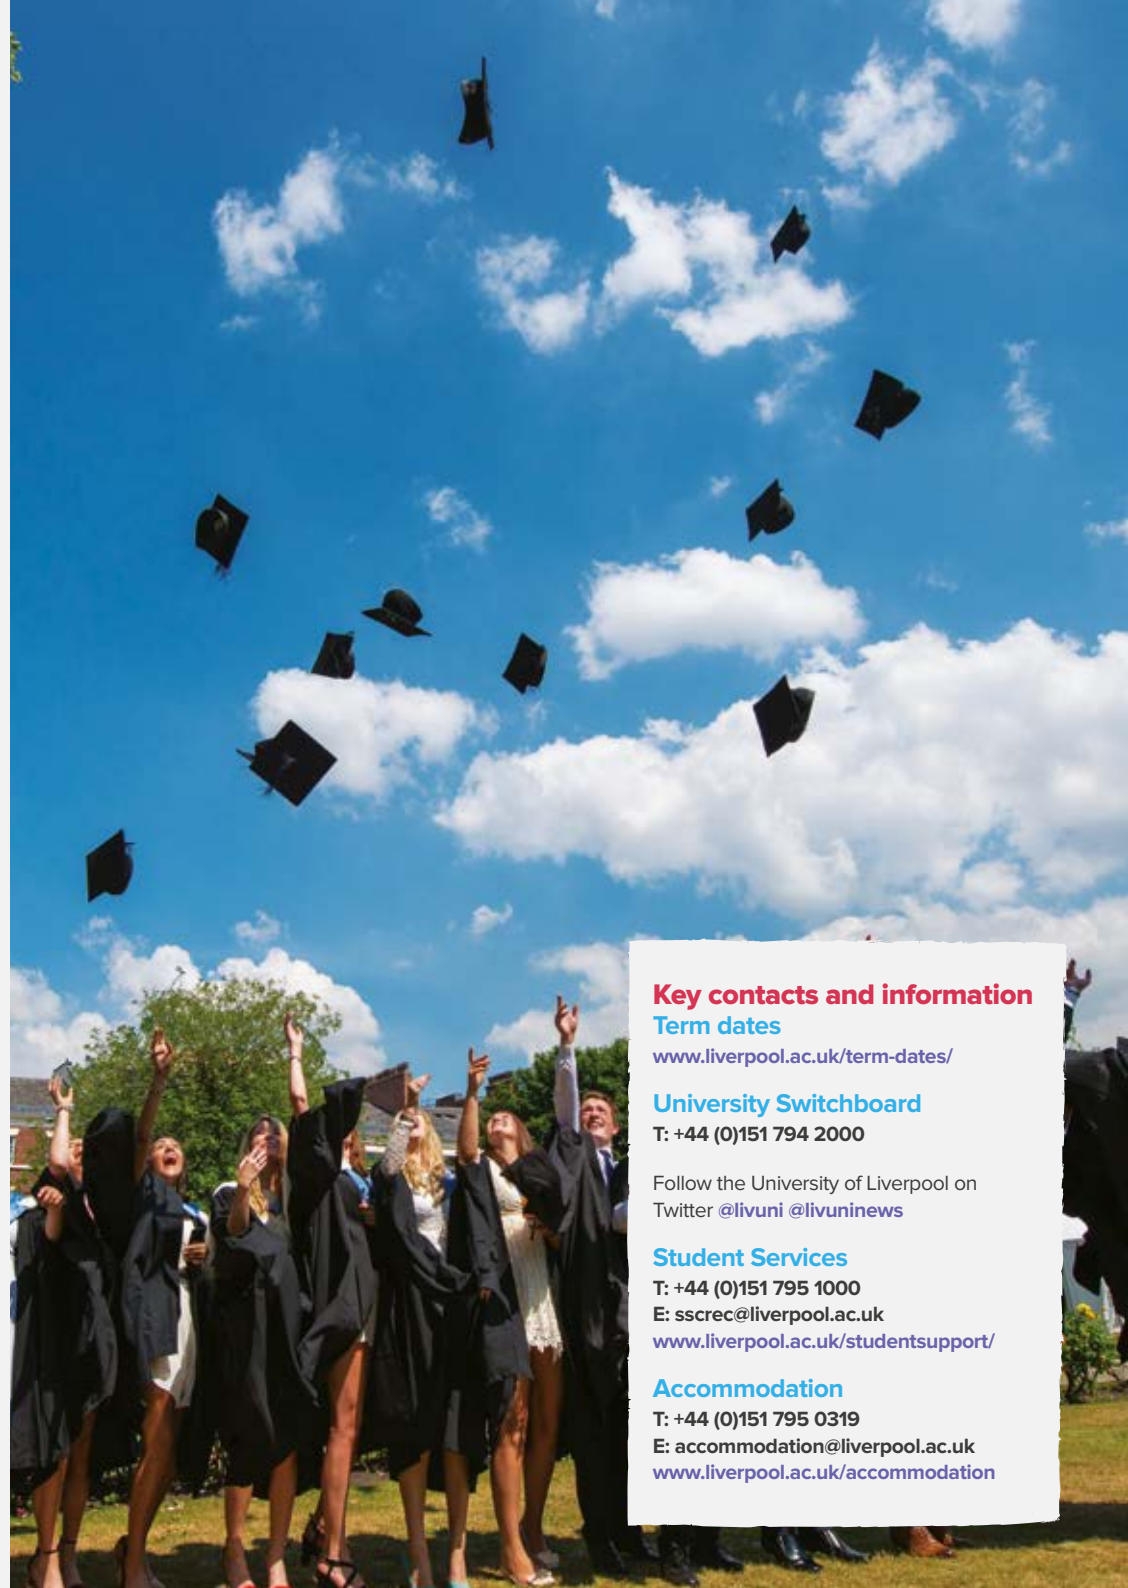 Key contacts and information
Term dates
www.liverpool.ac.uk/term-dates/
University Switchboard
T: +44 (0)151 794 2000
Follow the University of Liverpool on
Twitter @livuni @livuninews
Student Services
T: +44 (0)151 795 1000
E: sscrec@liverpool.ac.uk
www.liverpool.ac.uk/studentsupport/
Accommodation
T: +44 (0)151 795 0319
E: accommodation@liverpool.ac.uk
www.liverpool.ac.uk/accommodation